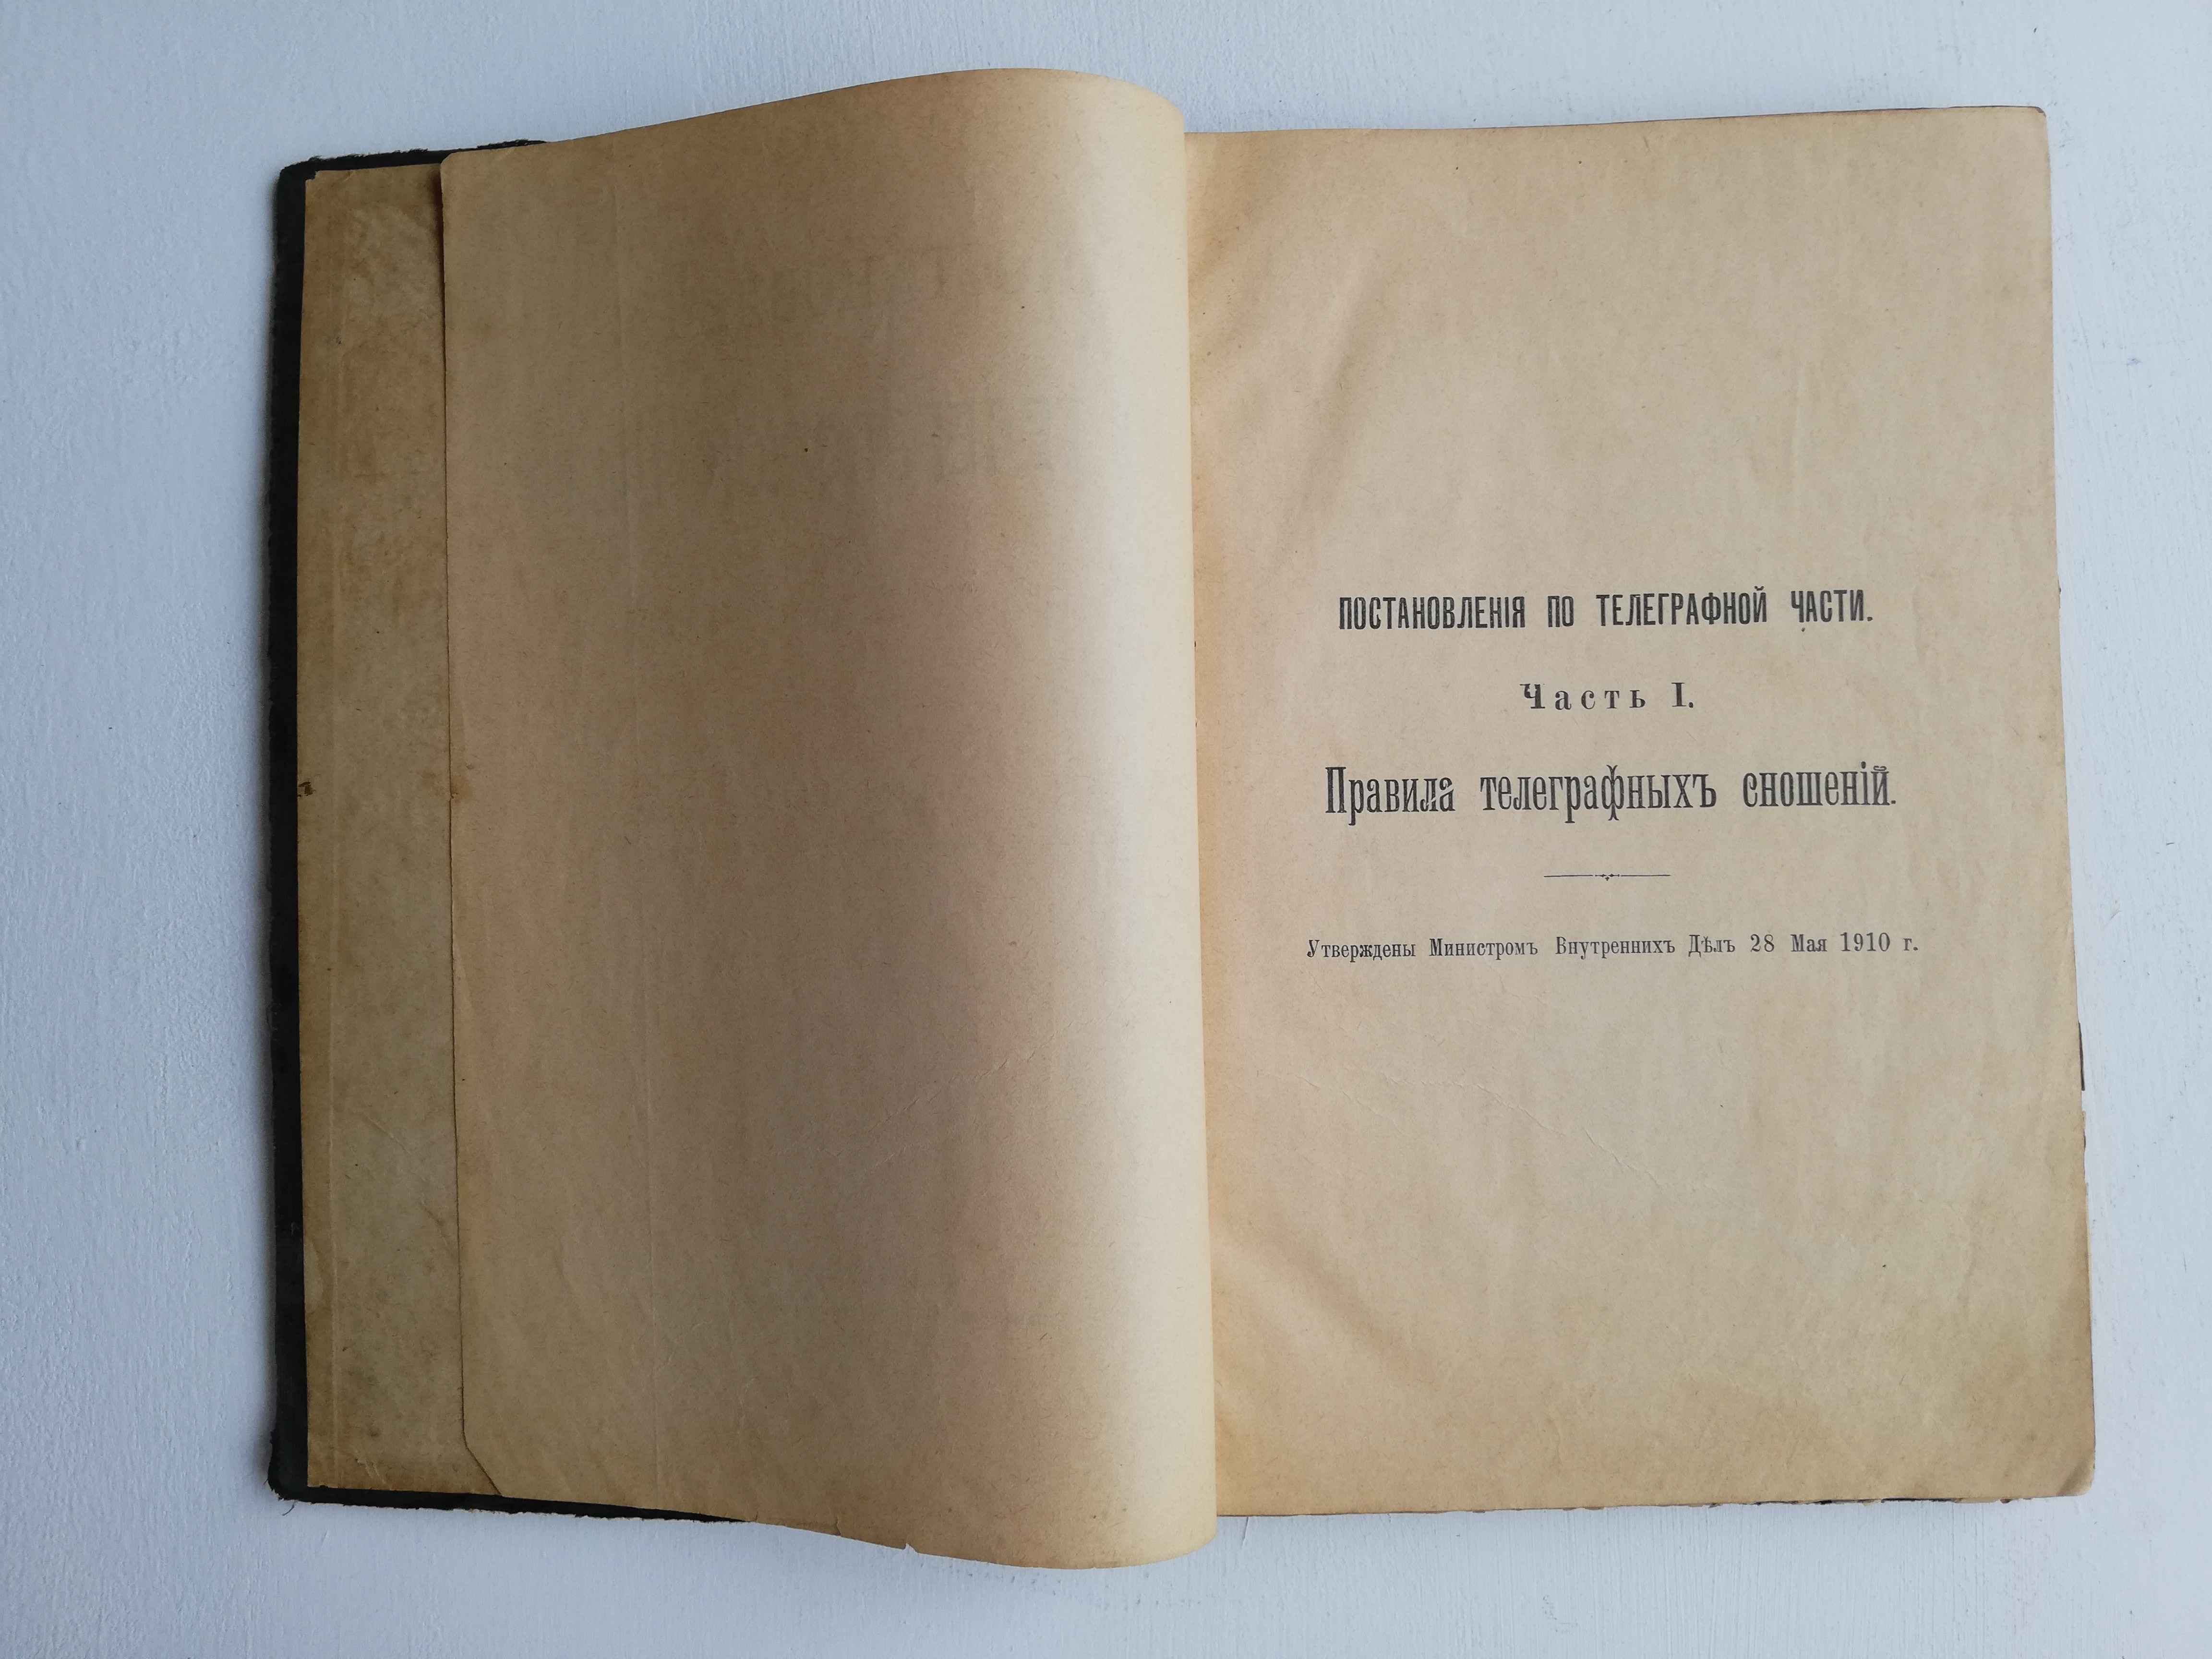 ПОСТАНОВЛЕНІЯ ПО ТЕЛЕГРАФНОЙ ЧАСТИ.
Часть I.
Правила телеграфныхъ сношеній.
Утверждены Министромъ Внутреннихъ Дѣлъ 28 Мая 1910 г.